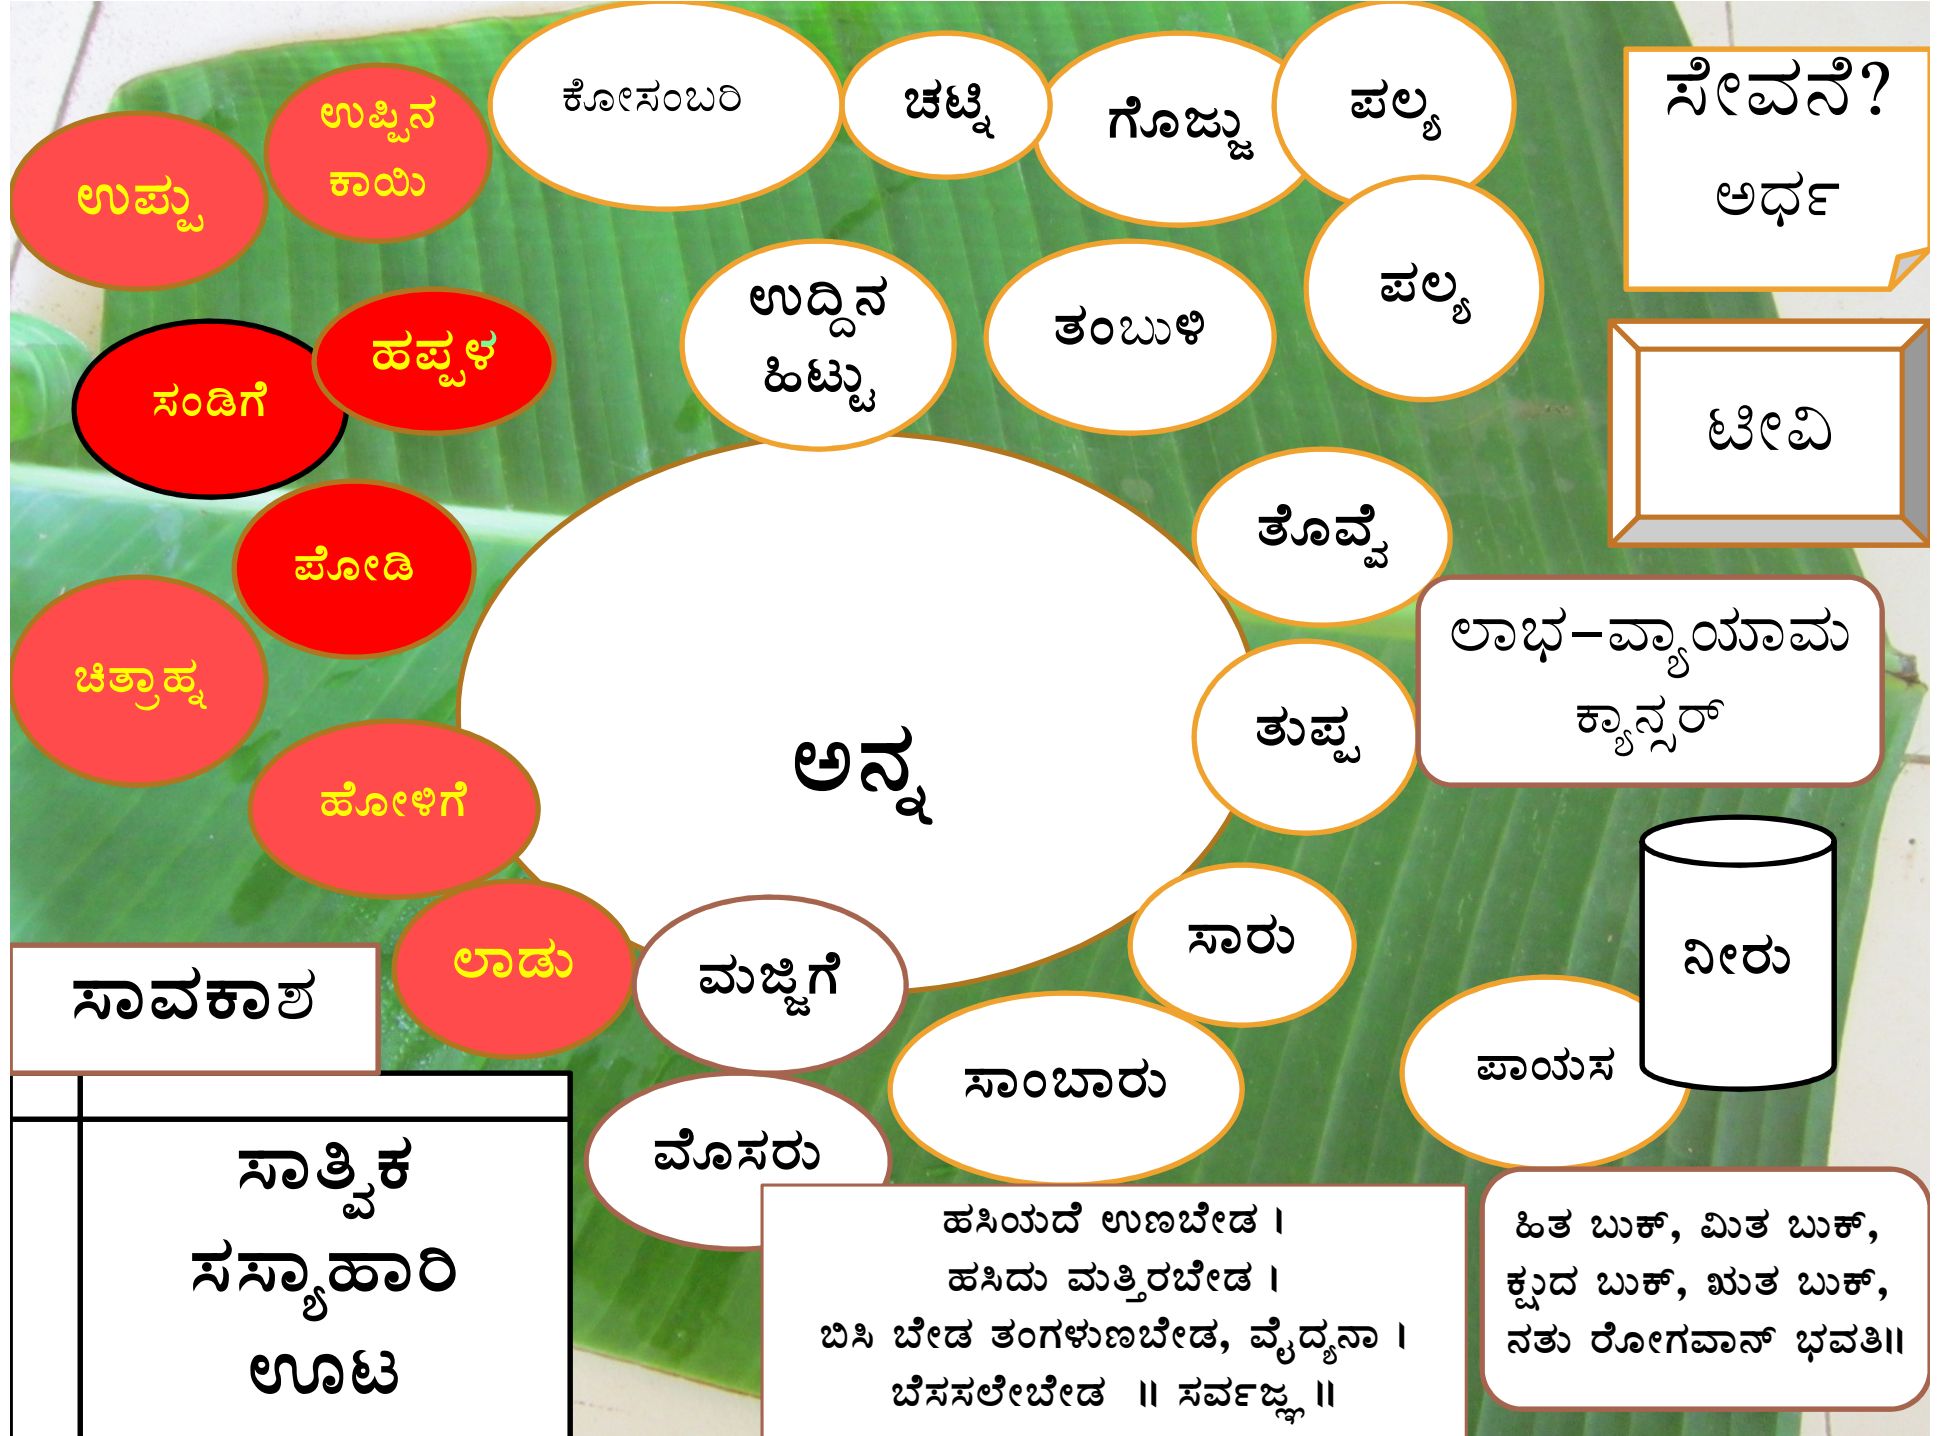 ಕೋಸಂಬರಿ
ಚಟ್ನಿ
ಗೊಜ್ಜು
ಪಲ್ಯ
ಸೇವನೆ?
ಅರ್ಧ
ಉಪ್ಪಿನ
ಕಾಯಿ
ಉಪ್ಪು
ಉದ್ದಿನ
ಹಿಟ್ಟು
ತಂಬುಳಿ
ಪಲ್ಯ
ಹಪ್ಪಳ
ಸಂಡಿಗೆ
ಟೀವಿ
ತೊವ್ವೆ
ಪೋಡಿ
ಲಾಭ-ವ್ಯಾಯಾಮ
ಕ್ಯಾನ್ಸರ್
ಚಿತ್ರಾಹ್ನ
ತುಪ್ಪ
ಅನ್ನ
ಹೋಳಿಗೆ
ಲಾಡು
ಮಜ್ಜಿಗೆ
ಸಾರು
ನೀರು
ಸಾವಕಾಶ
ಸಾಂಬಾರು
ಪಾಯಸ
ಮೊಸರು
ಸಾತ್ವಿಕ
ಸಸ್ಯಾಹಾರಿ
ಊಟ
ಹಸಿಯದೆ ಉಣಬೇಡ ।
ಹಸಿದು ಮತ್ತಿರಬೇಡ ।
ಬಿಸಿ ಬೇಡ ತಂಗಳುಣಬೇಡ, ವೈದ್ಯನಾ ।
ಬೆಸಸಲೇಬೇಡ ॥ ಸರ್ವಜ್ಞ ॥
ಹಿತ ಬುಕ್, ಮಿತ ಬುಕ್,
ಕ್ಷುದ ಬುಕ್, ಋತ ಬುಕ್,
ನತು ರೋಗವಾನ್ ಭವತಿ॥